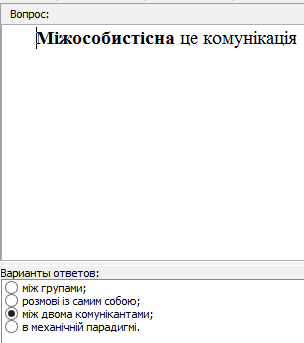 Вопрос:
Міжособистісна це комунікація
Варианты ответов:
між групами;
розмові із самим собою;
між двома комунікантами;
в механічній парадигмі.